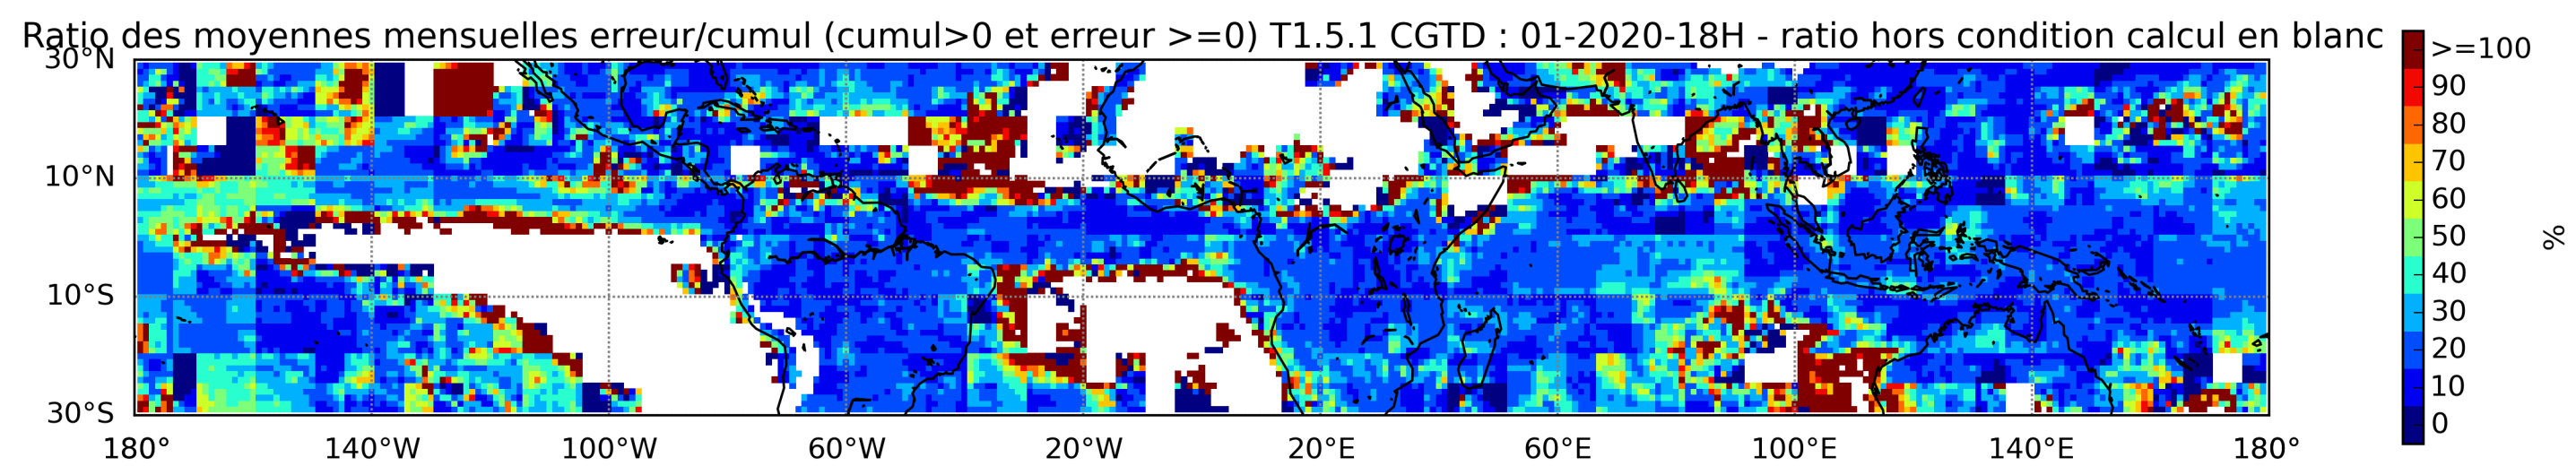 Ratio des moyennes mensuelles erreur/cumul (cumul>0 et erreur >=0) T1.5.1 CGTD : 01-2020-18H - ratio hors condition calcul en blanc
30°N
10°N
10°S
30°S
180° 140°W 100°W 60°W 20°W 20°E 60°E 100°E 140°E 180°
>=100
90
80
70
60
50
40
30
20
10
0
%